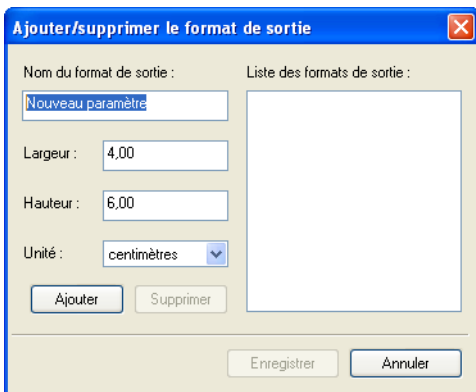 Ajouter/supprimer le format de sortie
Nom du format de sortie :
Liste des formats de sortie :
Nouveau paramètre
Largeur :
4,00
Hauteur :
6,00
Unité :
centimètres
Ajouter
Supprimer
Enregistrer
Annuler